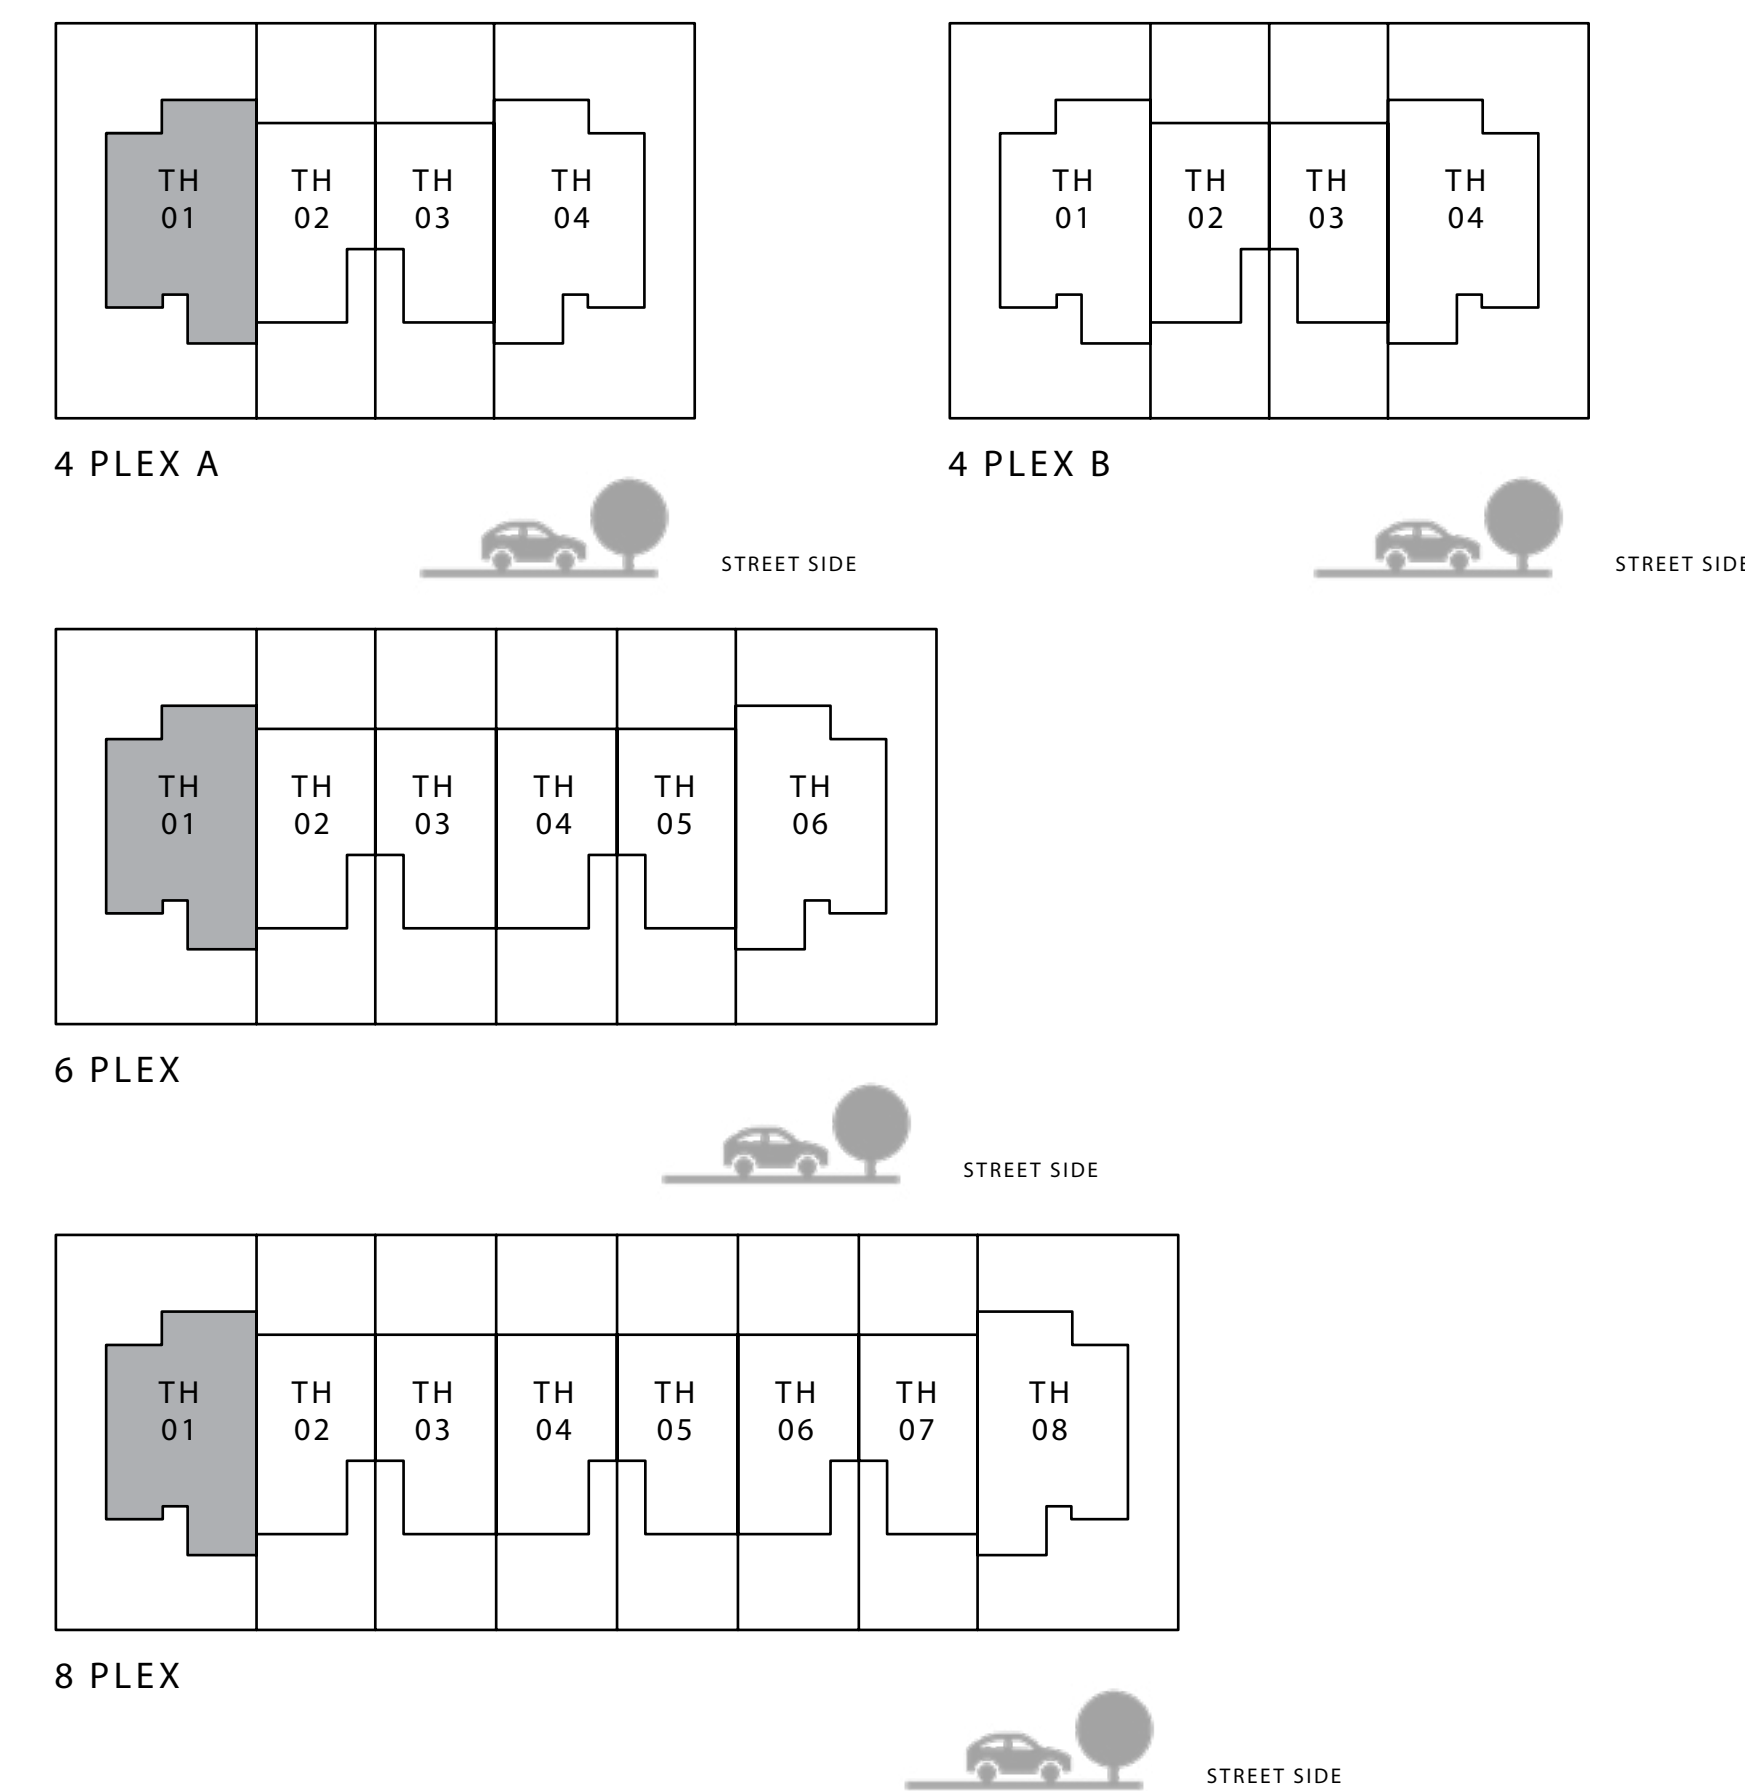 TH TH TH TH
01 02 03 04
4 PLEX A
STREET SIDE
TH TH TH TH
01 02 03 04
4 PLEX B
STREET SIDE
TH TH TH TH TH TH
01 02 03 04 05 06
6 PLEX
STREET SIDE
TH TH TH TH TH TH TH TH
01 02 03 04 05 06 07 08
8 PLEX
STREET SIDE